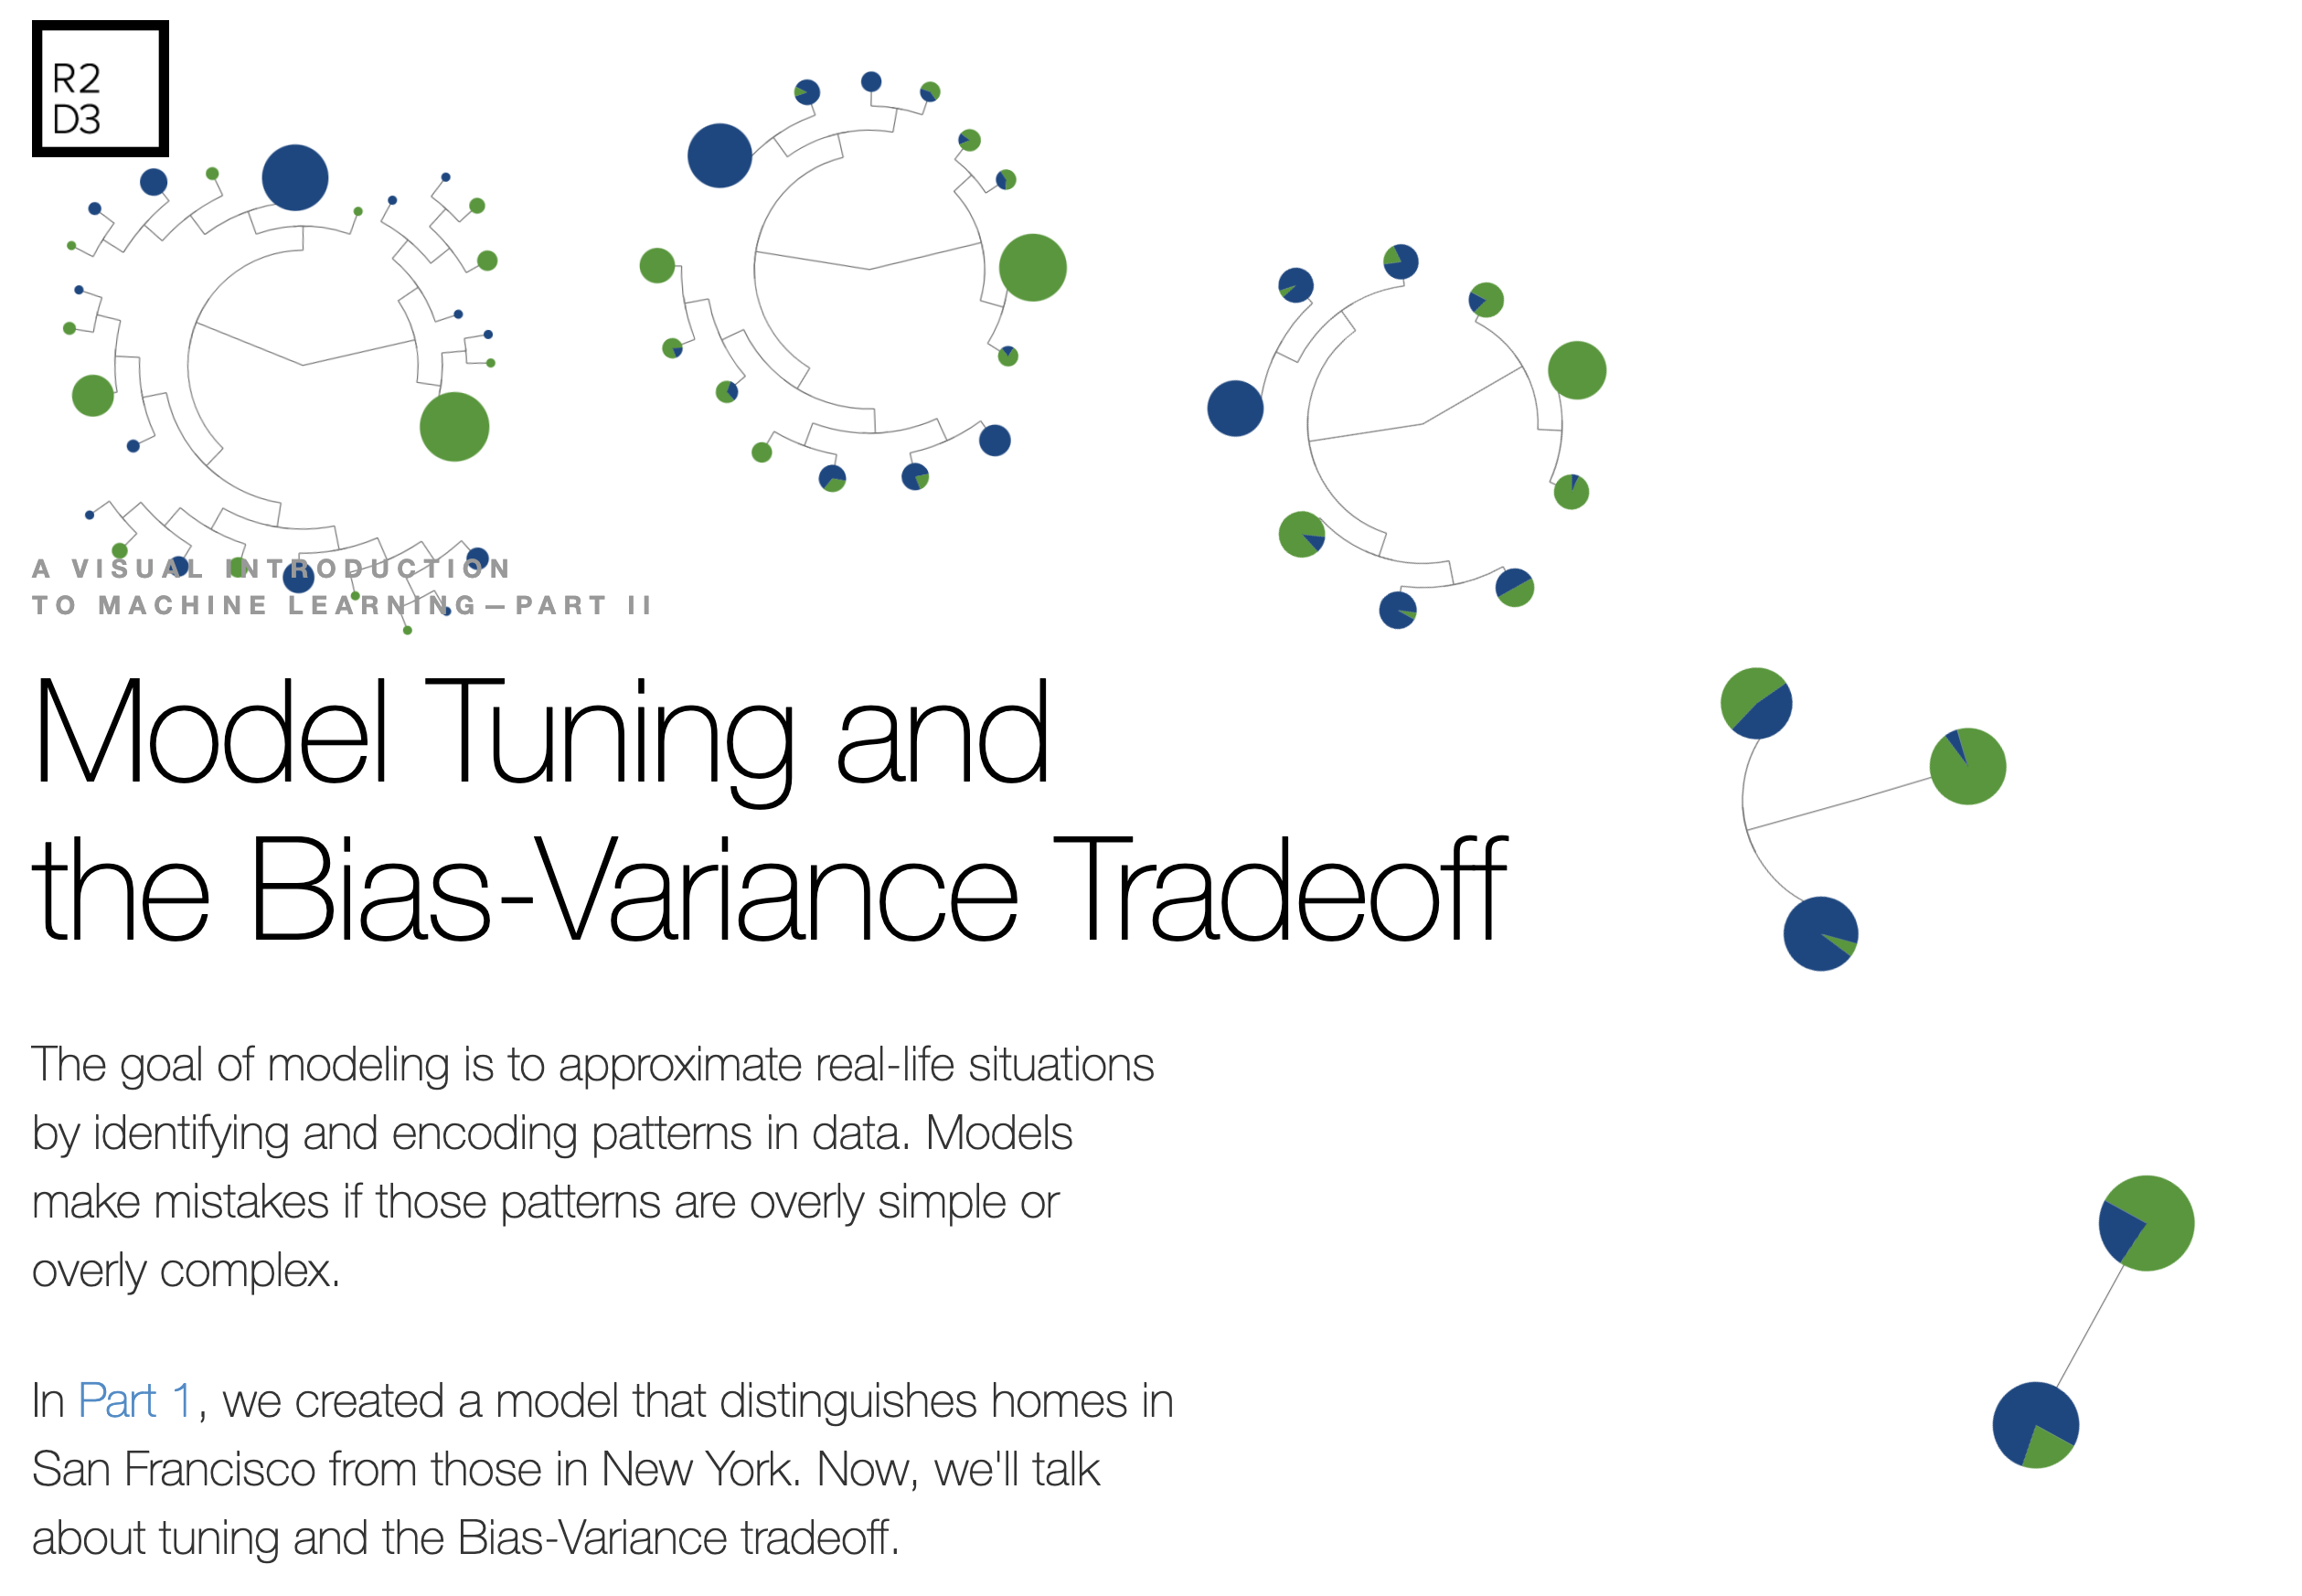 R2
D3
A VISUAL INTRODUCTION
TO MACHINE LEARNING—PART II
Model Tuning and
the Bias-Variance Tradeoff
The goal of modeling is to approximate real-life situations
by identifying and encoding patterns in data. Models
make mistakes if those patterns are overly simple or
overly complex.
In Part 1, we created a model that distinguishes homes in
San Francisco from those in New York. Now, we'll talk
about tuning and the Bias-Variance tradeoff.